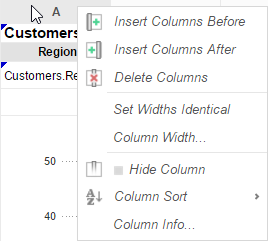 A
Insert Columns Before
Customers
Region
Insert Columns After
Customers.Re
Delete Columns
Set Widths Identical
Column Width...
50
Hide Column
Column Sort
40
Column Info...